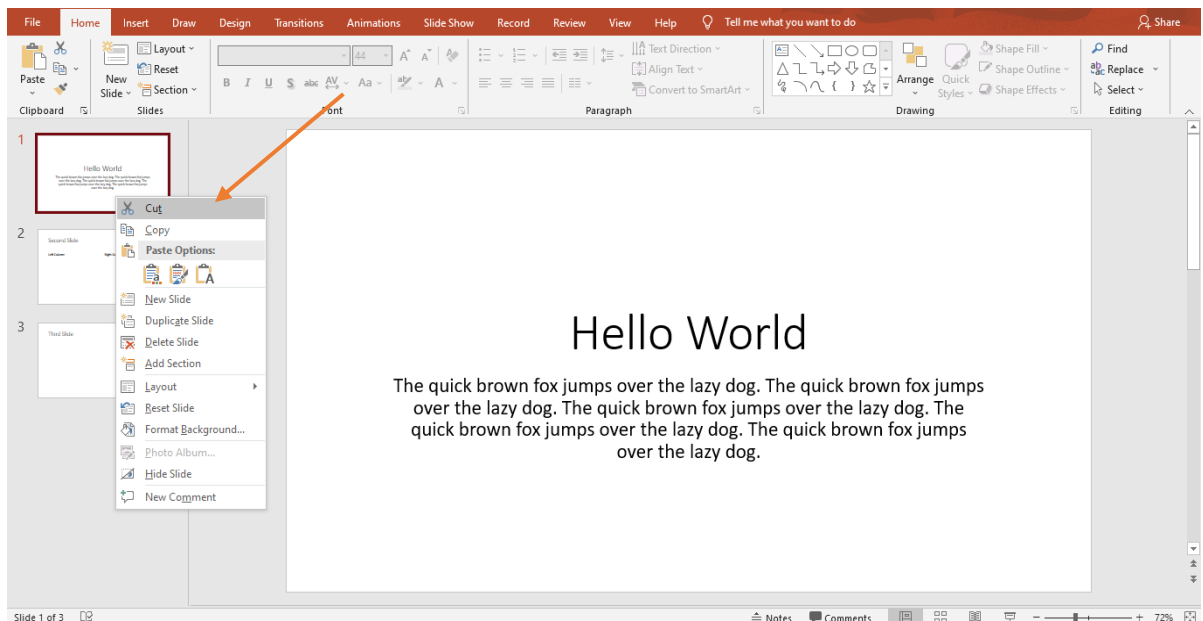 File Home Insert Draw Design Transitions Animations Slide Show Record Review View Help Tell me what you want to do Share
Paste
Clipboard
New Slide
Layout
Reset
Section
Slides
44 A A A
B I U S abc AV Aa A
Font
Text Direction
Align Text
Convert to SmartArt
Paragraph
Arrange
Quick Styles
Shape Fill
Shape Outline
Shape Effects
Drawing
Find
Replace
Select
Editing
1
Hello World
2
Second Slide
Left Column
3
Third Slide
Cut
Copy
Paste Options:
New Slide
Duplicate Slide
Delete Slide
Add Section
Layout
Reset Slide
Format Background...
Photo Album...
Hide Slide
New Comment
Hello World
The quick brown fox jumps over the lazy dog. The quick brown fox jumps
over the lazy dog. The quick brown fox jumps over the lazy dog. The
quick brown fox jumps over the lazy dog. The quick brown fox jumps
over the lazy dog.
Slide 1 of 3 Notes Comments 72%